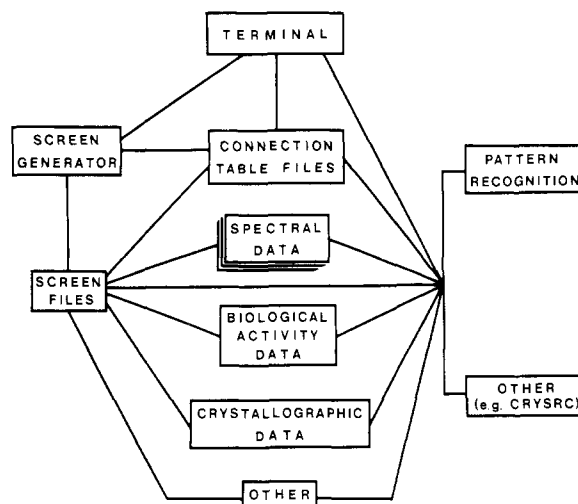 TERMINAL
SCREEN
GENERATOR
CONNECTION
TABLE FILES
PATTERN
RECOGNITION
SPECTRAL
DATA
SCREEN
FILES
BIOLOGICAL
ACTIVITY
DATA
OTHER
(e.g. CRYSRC)
CRYSTALLOGRAPHIC
DATA
OTHER